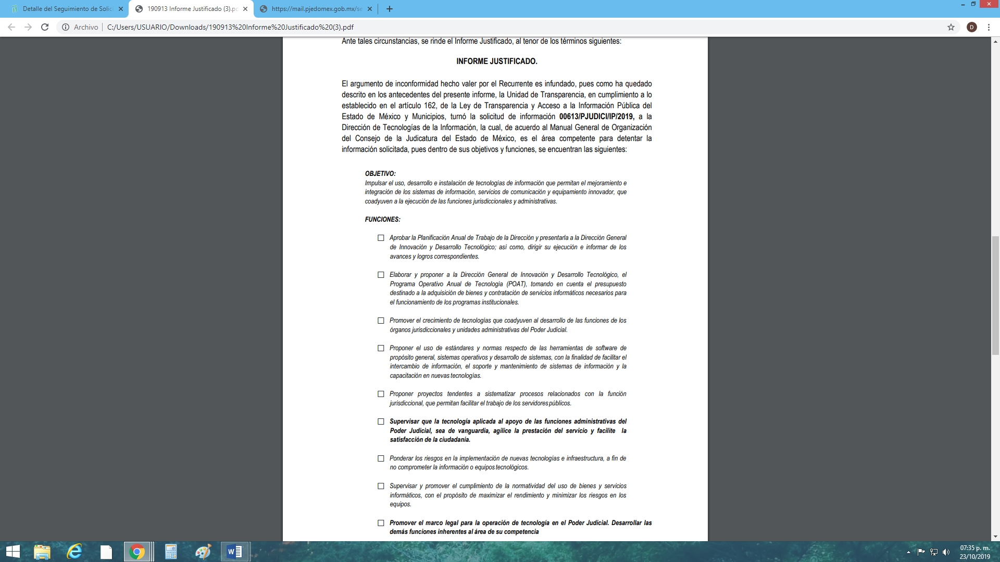 Detalle del Seguimiento de Solici
190913 Informe Justificado (3).pd
https://mail.pjedomex.gob.mx/se
Archivo
C:/Users/USUARIO/Downloads/190913%20Informe%20Justificado%20(3).pdf
D
Ante tales circunstancias, se rinde el Informe Justificado, al tenor de los términos siguientes:
INFORME JUSTIFICADO.
El argumento de inconformidad hecho valer por el Recurrente es infundado, pues como ha quedado
descrito en los antecedentes del presente informe, la Unidad de Transparencia, en cumplimiento a lo
establecido en el artículo 162, de la Ley de Transparencia y Acceso a la Información Pública del
Estado de México y Municipios, turnó la solicitud de información 00613/PJUDICI/IP/2019, a la
Dirección de Tecnologías de la Información, la cual, de acuerdo al Manual General de Organización
del Consejo de la Judicatura del Estado de México, es el área competente para detentar la
información solicitada, pues dentro de sus objetivos y funciones, se encuentran las siguientes:
OBJETIVO:
Impulsar el uso, desarrollo e instalación de tecnologías de información que permitan el mejoramiento e
integración de los sistemas de información, servicios de comunicación y equipamiento innovador, que
coadyuven a la ejecución de las funciones jurisdiccionales y administrativas.
FUNCIONES:
Aprobar la Planificación Anual de Trabajo de la Dirección y presentarla a la Dirección General
de Innovación y Desarrollo Tecnológico; así como, dirigir su ejecución e informar de los
avances y logros correspondientes.
Elaborar y proponer a la Dirección General de Innovación y Desarrollo Tecnológico, el
Programa Operativo Anual de Tecnología (POAT), tomando en cuenta el presupuesto
destinado a la adquisición de bienes y contratación de servicios informáticos necesarios para
el funcionamiento de los programas institucionales.
Promover el crecimiento de tecnologías que coadyuven al desarrollo de las funciones de los
órganos jurisdiccionales y unidades administrativas del Poder Judicial.
Proponer el uso de estándares y normas respecto de las herramientas de software de
propósito general, sistemas operativos y desarrollo de sistemas, con la finalidad de facilitar el
intercambio de información, el soporte y mantenimiento de sistemas de información y la
capacitación en nuevas tecnologías.
Proponer proyectos tendentes a sistematizar procesos relacionados con la función
jurisdiccional, que permitan facilitar el trabajo de los servidores públicos.
Supervisar que la tecnología aplicada al apoyo de las funciones administrativas del
Poder Judicial, sea de vanguardia, agilice la prestación del servicio y facilite la
satisfacción de la ciudadanía.
Ponderar los riesgos en la implementación de nuevas tecnologías e infraestructura, a fin de
no comprometer la información o equipos tecnológicos.
Supervisar y promover el cumplimiento de la normatividad del uso de bienes y servicios
informáticos, con el propósito de maximizar el rendimiento y minimizar los riesgos en los
equipos.
Promover el marco legal para la operación de tecnología en el Poder Judicial. Desarrollar las
demás funciones inherentes al área de su competencia
07:35 p. m.
23/10/2019